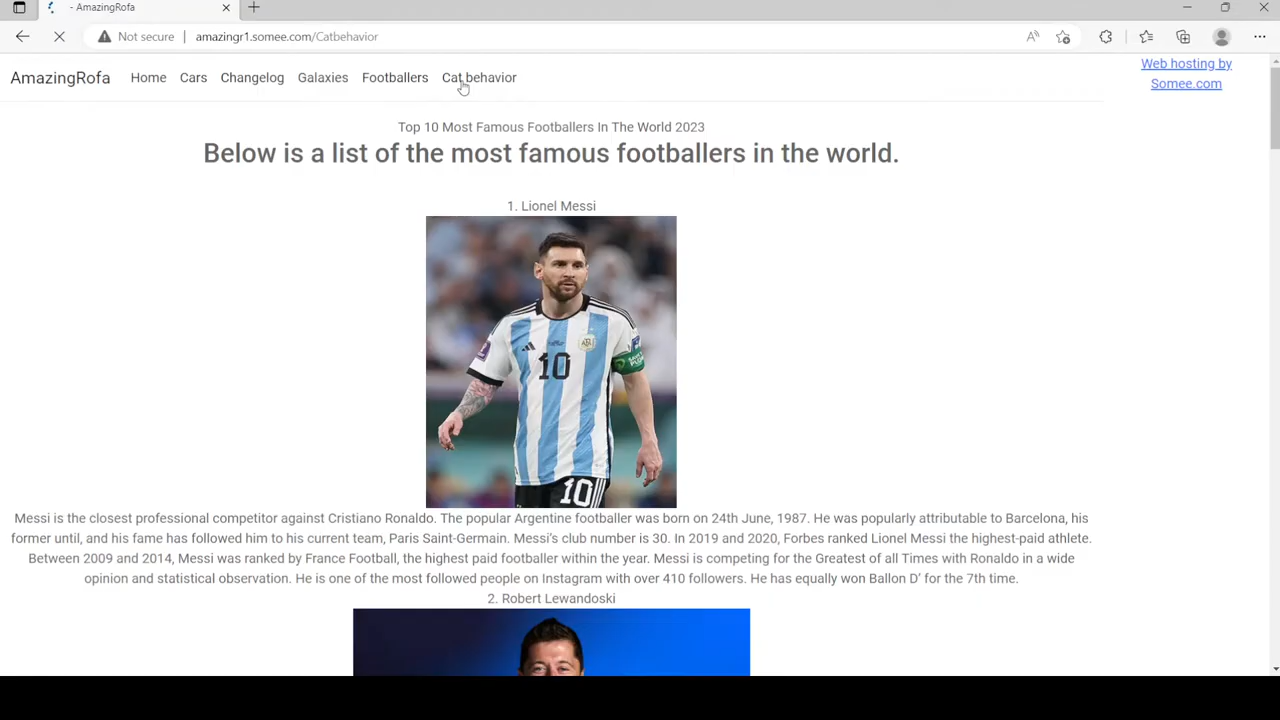 - AmazingRofa
Not secure | amazingr1.somee.com/Catbehavior
AmazingRofa Home Cars Changelog Galaxies Footballers Cat behavior
Web hosting by
Somee.com
Top 10 Most Famous Footballers In The World 2023
Below is a list of the most famous footballers in the world.
1. Lionel Messi
10
10
Messi is the closest professional competitor against Cristiano Ronaldo. The popular Argentine footballer was born on 24th June, 1987. He was popularly attributable to Barcelona, his
former until, and his fame has followed him to his current team, Paris Saint-Germain. Messi’s club number is 30. In 2019 and 2020, Forbes ranked Lionel Messi the highest-paid athlete.
Between 2009 and 2014, Messi was ranked by France Football, the highest paid footballer within the year. Messi is competing for the Greatest of all Times with Ronaldo in a wide
opinion and statistical observation. He is one of the most followed people on Instagram with over 410 followers. He has equally won Ballon D’ for the 7th time.
2. Robert Lewandoski